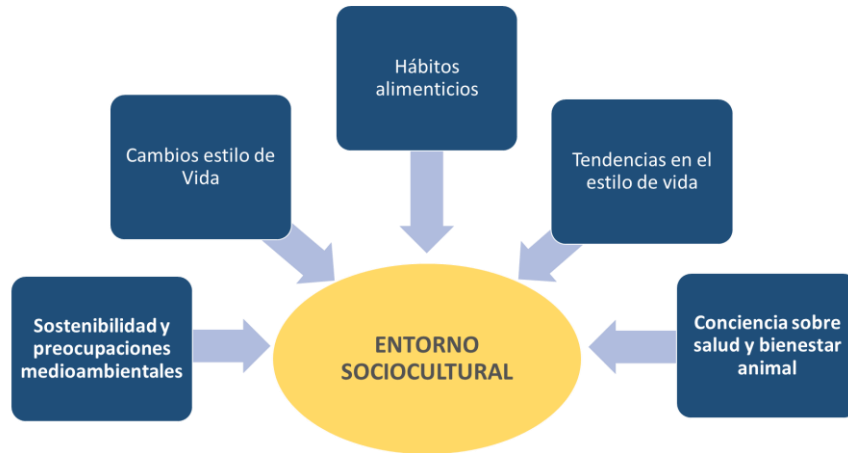 Hábitos
alimenticios
Cambios estilo de
Vida
Tendencias en el
estilo de vida
Sostenibilidad y
preocupaciones
medioambientales
ENTORNO
SOCIOCULTURAL
Conciencia sobre
salud y bienestar
animal